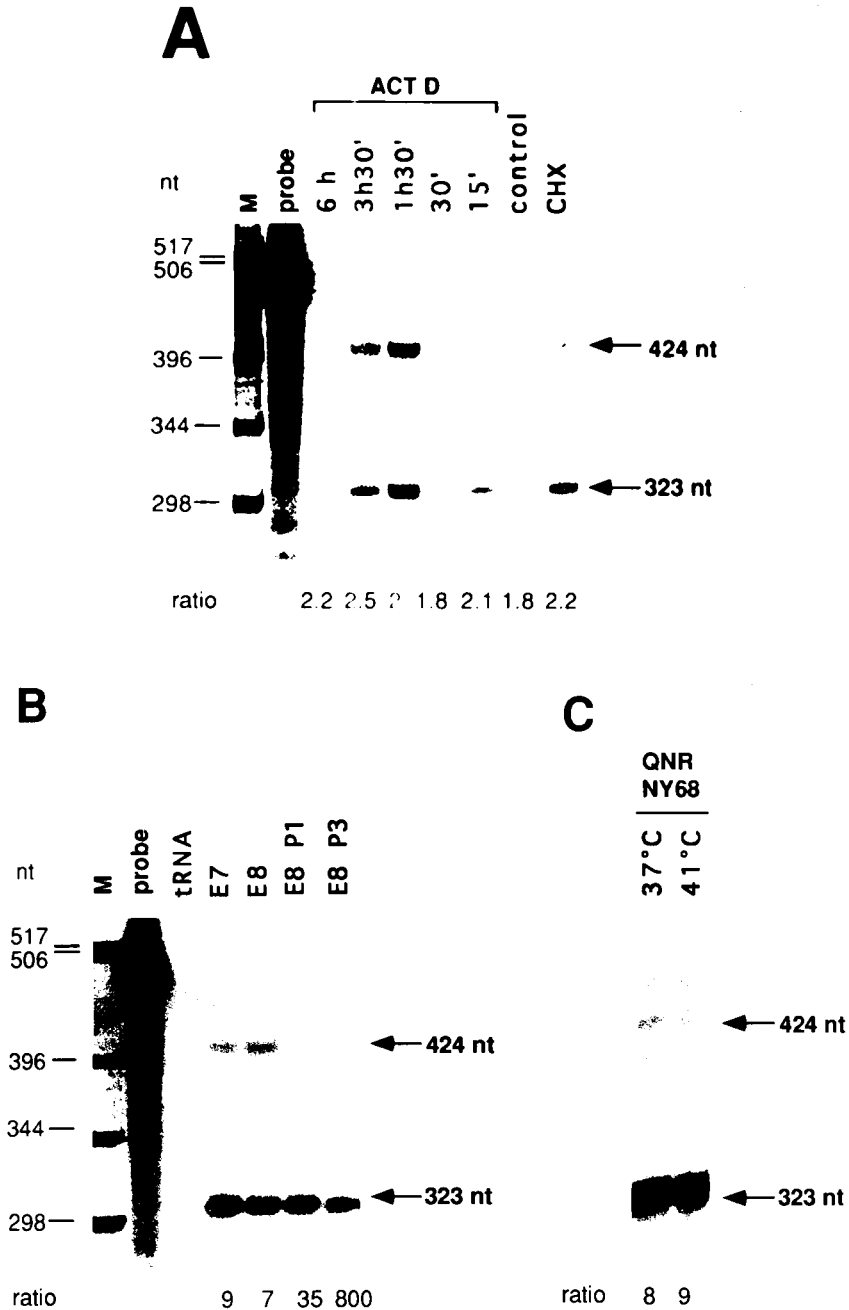 A
ACT D
nt
M
probe
6 h
3h30'
1h30'
30'
15'
control
CHX
517
506
396
344
298
424 nt
323 nt
ratio 2.2 2.5 2 1.8 2.1 1.8 2.2
B
nt
M
probe
tRNA
E7
E8
E8 P1
E8 P3
517
506
396
344
298
424 nt
323 nt
ratio 9 7 35 800
C
QNR
NY68
37°C
41°C
424 nt
323 nt
ratio 8 9